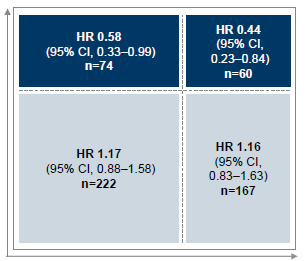 HR 0.58
(95% CI, 0.33–0.99)
n=74
HR 0.44
(95% CI,
0.23–0.84)
n=60
HR 1.17
(95% CI, 0.88–1.58)
n=222
HR 1.16
(95% CI,
0.83–1.63)
n=167